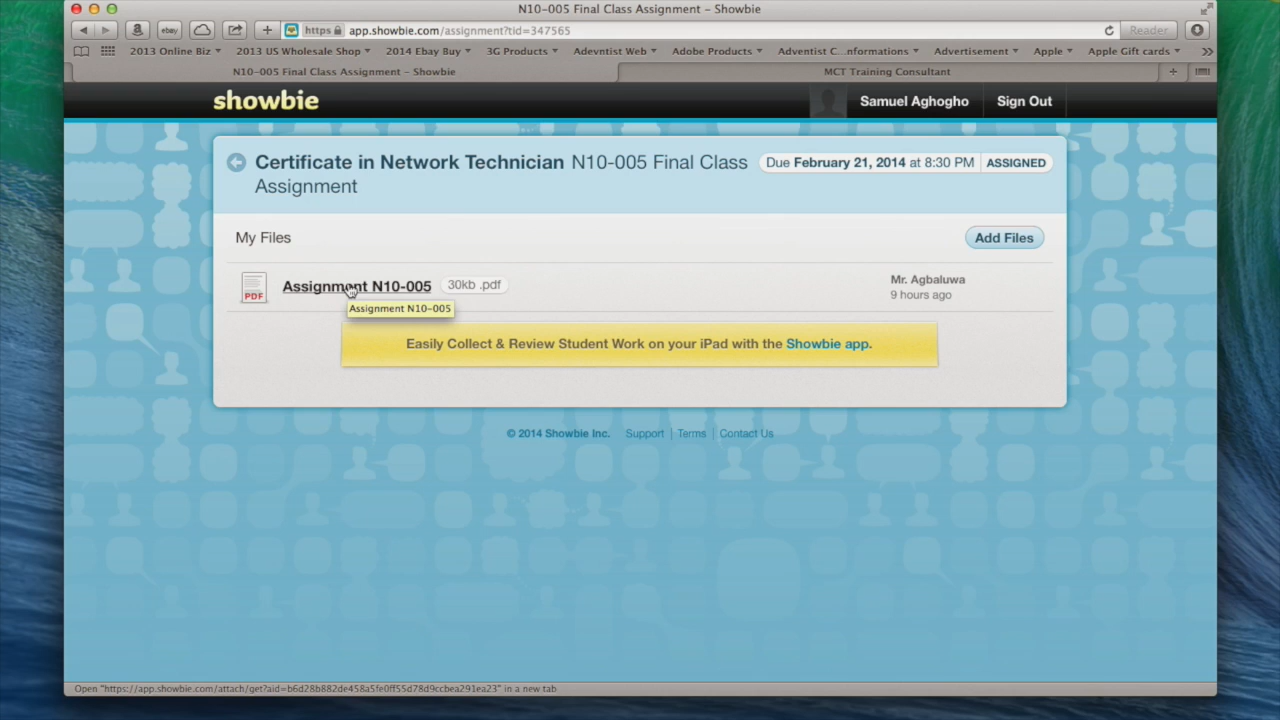 N10-005 Final Class Assignment – Showbie
ebay
https app.showbie.com/assignment?tid=347565
Reader
2013 Online Biz 2013 US Wholesale Shop 2014 Ebay Buy 3G Products Adevntist Web Adobe Products Adventist C...nformations Advertisement Apple Apple Gift cards
N10-005 Final Class Assignment – Showbie MCT Training Consultant
showbie Samuel Aghogho Sign Out
Certificate in Network Technician N10-005 Final Class
Assignment
Due February 21, 2014 at 8:30 PM ASSIGNED
My Files Add Files
PDF
Assignment N10-005 30kb .pdf
Mr. Agbaluwa
9 hours ago
Assignment N10-005
Easily Collect & Review Student Work on your iPad with the Showbie app.
© 2014 Showbie Inc. Support | Terms | Contact Us
Open "https://app.showbie.com/attach/get?aid=b6d28b882de458a5fe0ff55d78d9ccbea291ea23" in a new tab